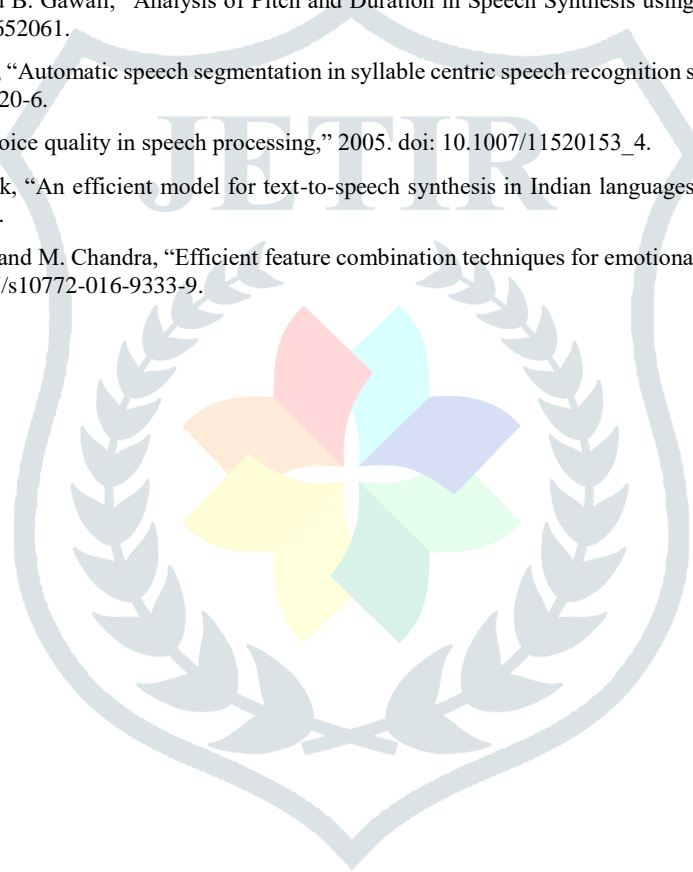 B. Gawali, “Analysis of Pitch and Duration in Speech Synthesis using
652061.
“Automatic speech segmentation in syllable centric speech recognition s
20-6.
oice quality in speech processing,” 2005. doi: 10.1007/11520153_4.
k, “An efficient model for text-to-speech synthesis in Indian languages
.
and M. Chandra, “Efficient feature combination techniques for emotiona
/s10772-016-9333-9.
JETIR